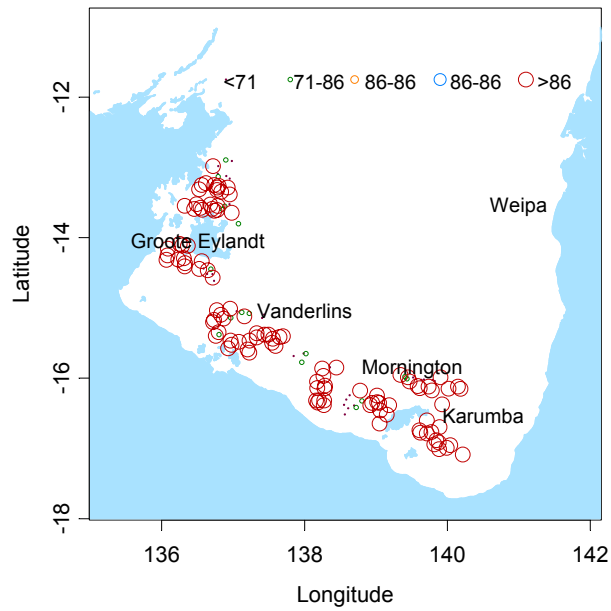 <71 71-86 86-86 86-86 >86
-12
Weipa
-14
Groote Eylandt
Latitude
Vanderlins
-16
Mornington
Karumba
-18
136 138 140 142
Longitude